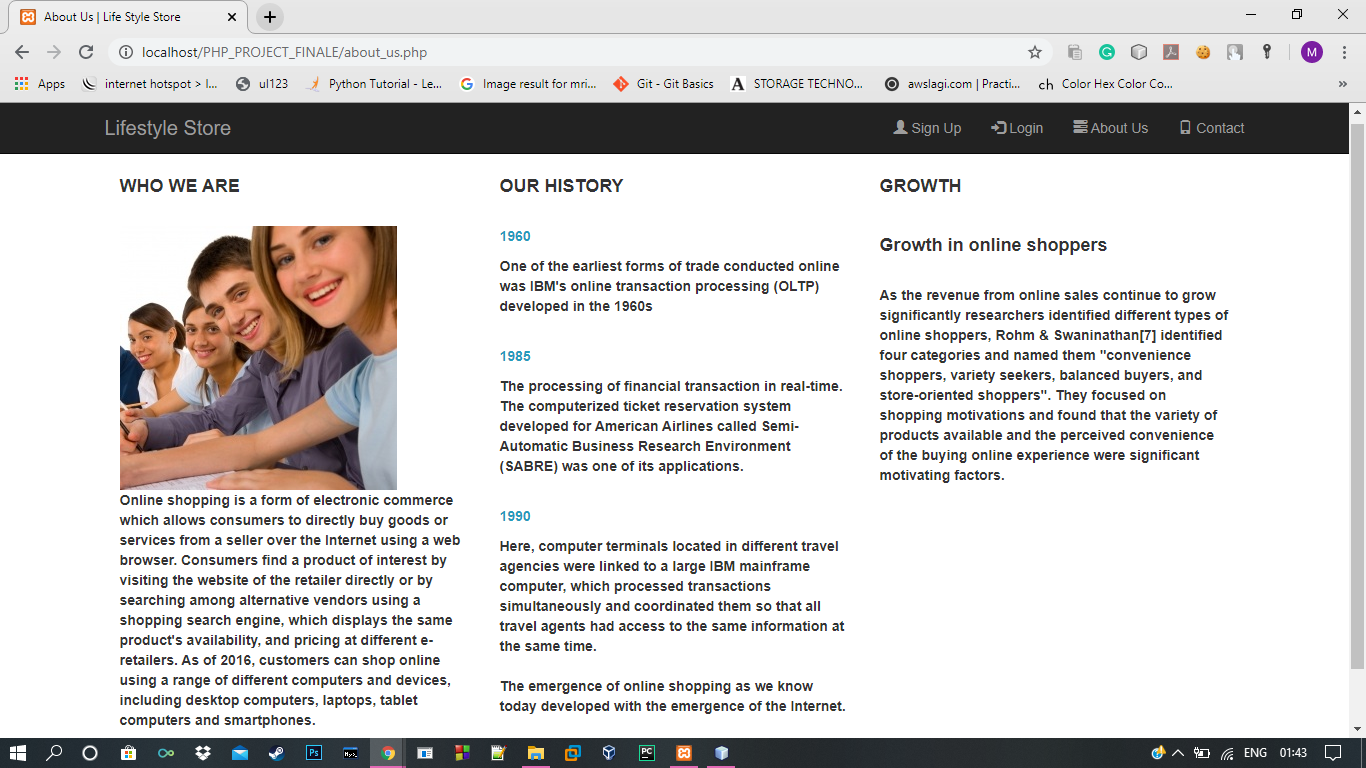 About Us | Life Style Store
localhost/PHP_PROJECT_FINALE/about_us.php
M
Apps
internet hotspot > I...
ul123
Python Tutorial - Le...
Image result for mri...
Git - Git Basics
A
STORAGE TECHNO...
awslagi.com | Practi...
ch
Color Hex Color Co...
»
Lifestyle Store
Sign Up
Login
About Us
Contact
WHO WE ARE
Online shopping is a form of electronic commerce
which allows consumers to directly buy goods or
services from a seller over the Internet using a web
browser. Consumers find a product of interest by
visiting the website of the retailer directly or by
searching among alternative vendors using a
shopping search engine, which displays the same
product's availability, and pricing at different e-
retailers. As of 2016, customers can shop online
using a range of different computers and devices,
including desktop computers, laptops, tablet
computers and smartphones.
OUR HISTORY
1960
One of the earliest forms of trade conducted online
was IBM's online transaction processing (OLTP)
developed in the 1960s
1985
The processing of financial transaction in real-time.
The computerized ticket reservation system
developed for American Airlines called Semi-
Automatic Business Research Environment
(SABRE) was one of its applications.
1990
Here, computer terminals located in different travel
agencies were linked to a large IBM mainframe
computer, which processed transactions
simultaneously and coordinated them so that all
travel agents had access to the same information at
the same time.
The emergence of online shopping as we know
today developed with the emergence of the Internet.
GROWTH
Growth in online shoppers
As the revenue from online sales continue to grow
significantly researchers identified different types of
online shoppers, Rohm & Swaninathan[7] identified
four categories and named them "convenience
shoppers, variety seekers, balanced buyers, and
store-oriented shoppers". They focused on
shopping motivations and found that the variety of
products available and the perceived convenience
of the buying online experience were significant
motivating factors.
Ps
PC
ENG
01:43